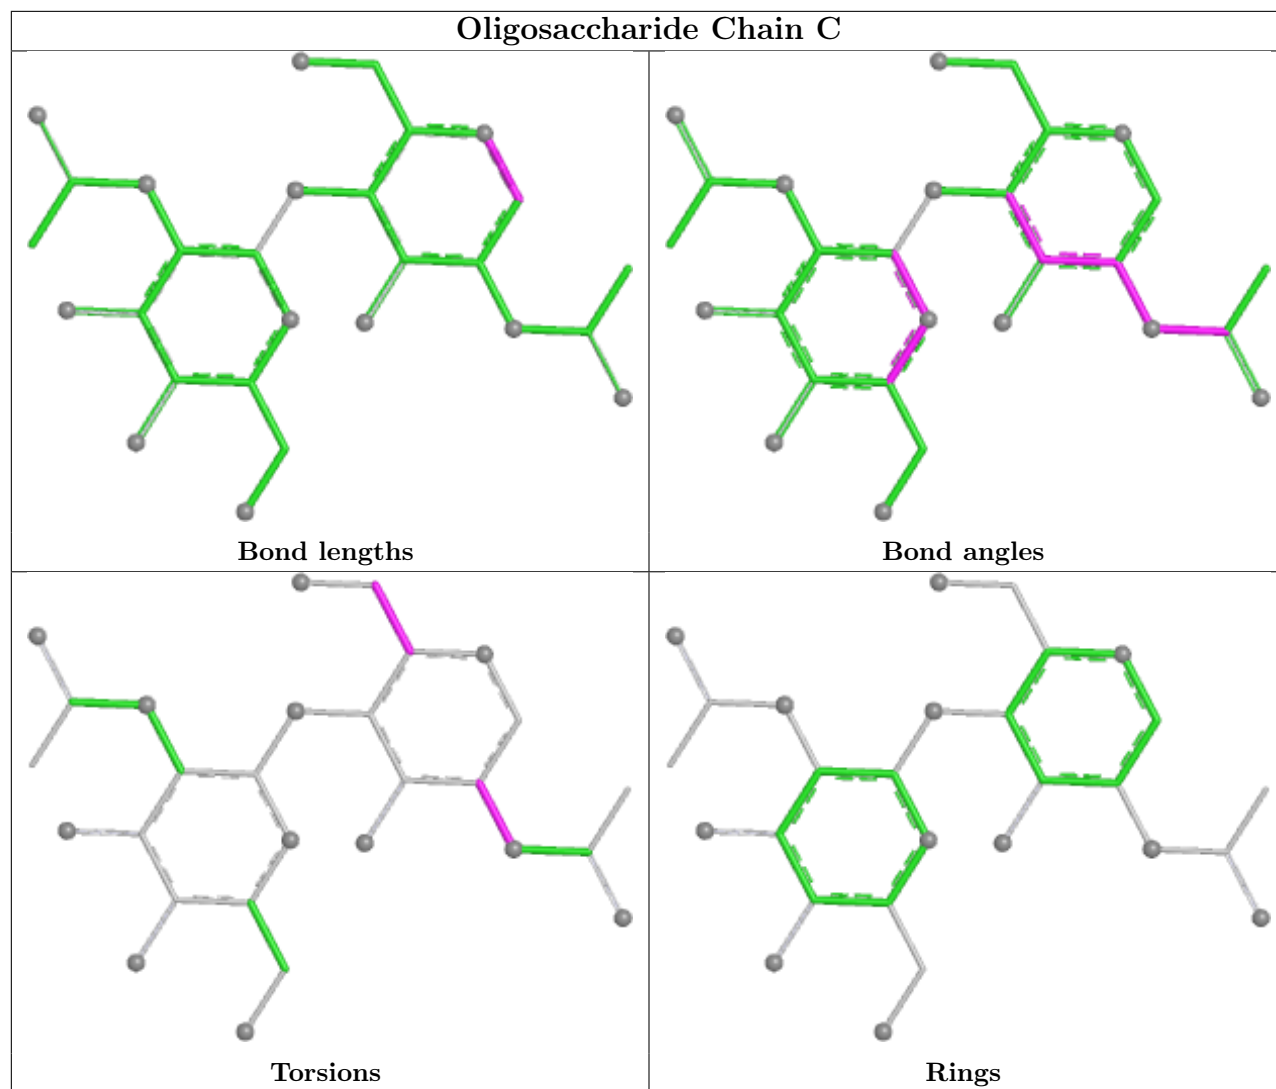 Oligosaccharide Chain C
Bond lengths
Bond angles
Torsions
Rings